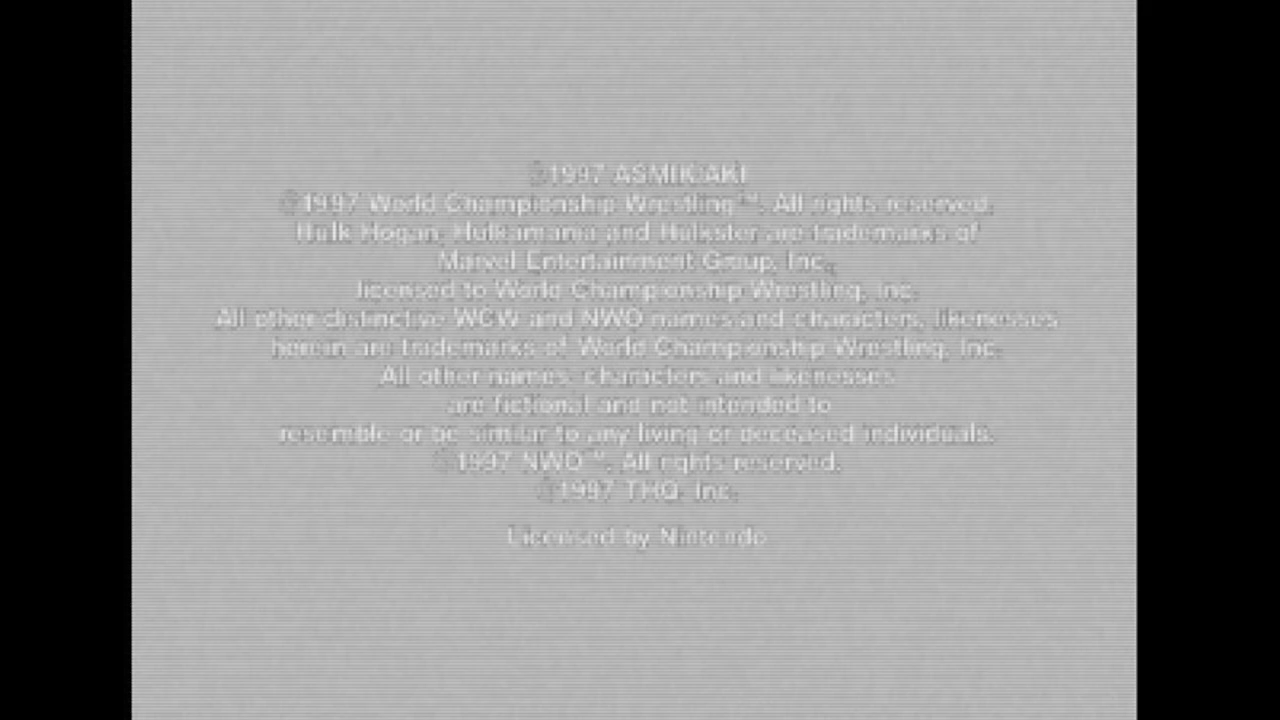 ©1997 ASMIK/AKI
©1997 World Championship Wrestling™. All rights reserved.
Hulk Hogan, Hulkamania and Hulkster are trademarks of
Marvel Entertainment Group, Inc.,
licensed to World Championship Wrestling, Inc.
All other distinctive WCW and NWO names and characters, likenesses
herein are trademarks of World Championship Wrestling, Inc.
All other names, characters and likenesses
are fictional and not intended to
resemble or be similar to any living or deceased individuals.
©1997 NWO™. All rights reserved.
©1997 THQ, Inc.
Licensed by Nintendo